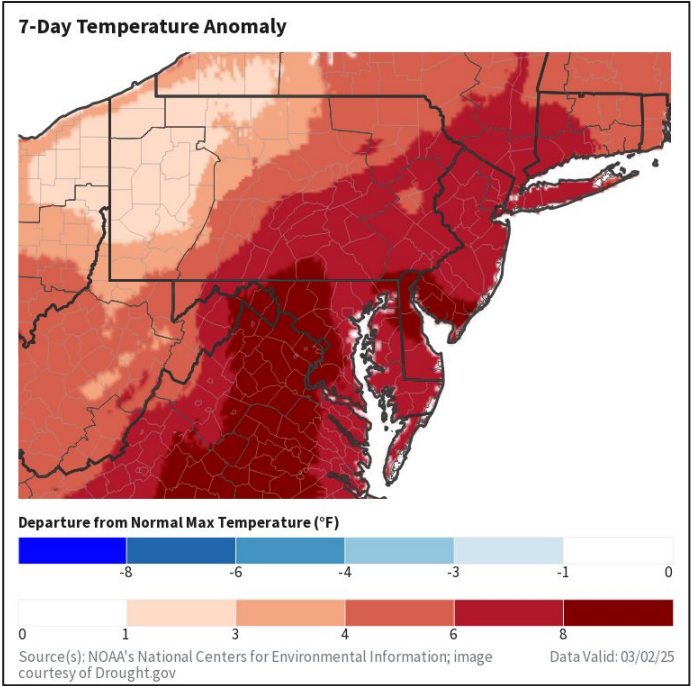 7-Day Temperature Anomaly
Departure from Normal Max Temperature (°F)
-8 -6 -4 -3 -1 0
0 1 3 4 6 8
Source(s): NOAA's National Centers for Environmental Information; image Data Valid: 03/02/25
courtesy of Drought.gov